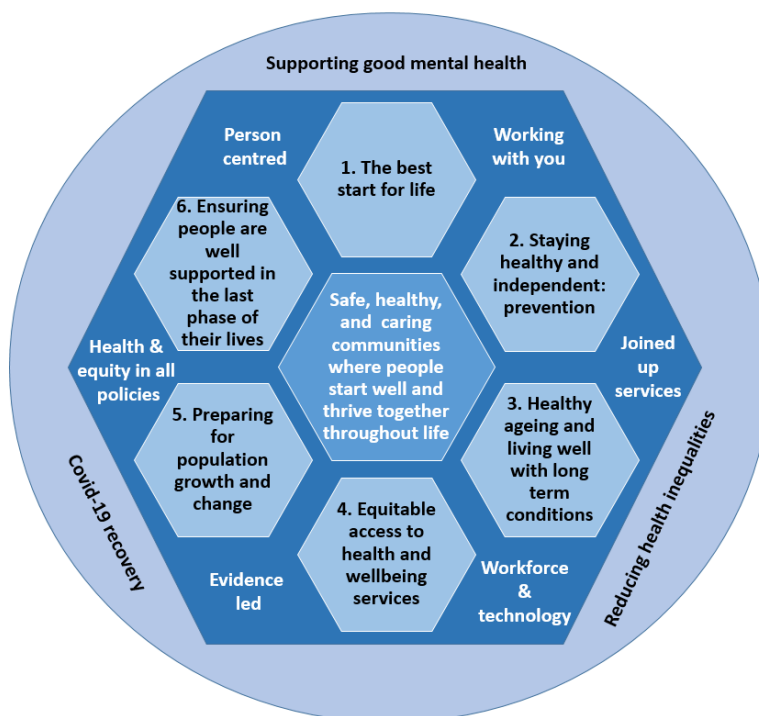 Supporting good mental health
Person
centred
Working
with you
1. The best
start for life
6. Ensuring
people are
well
supported in
the last
phase of
their lives
2. Staying
healthy and
independent:
prevention
Safe, healthy,
and caring
communities
where people
start well and
thrive together
throughout life
Health &
equity in all
policies
Joined
up
services
5. Preparing
for
population
growth and
change
3. Healthy
ageing and
living well
with long
term
conditions
4. Equitable
access to
health and
wellbeing
services
Evidence
led
Workforce
&
technology
Covid-19 recovery
Reducing health inequalities